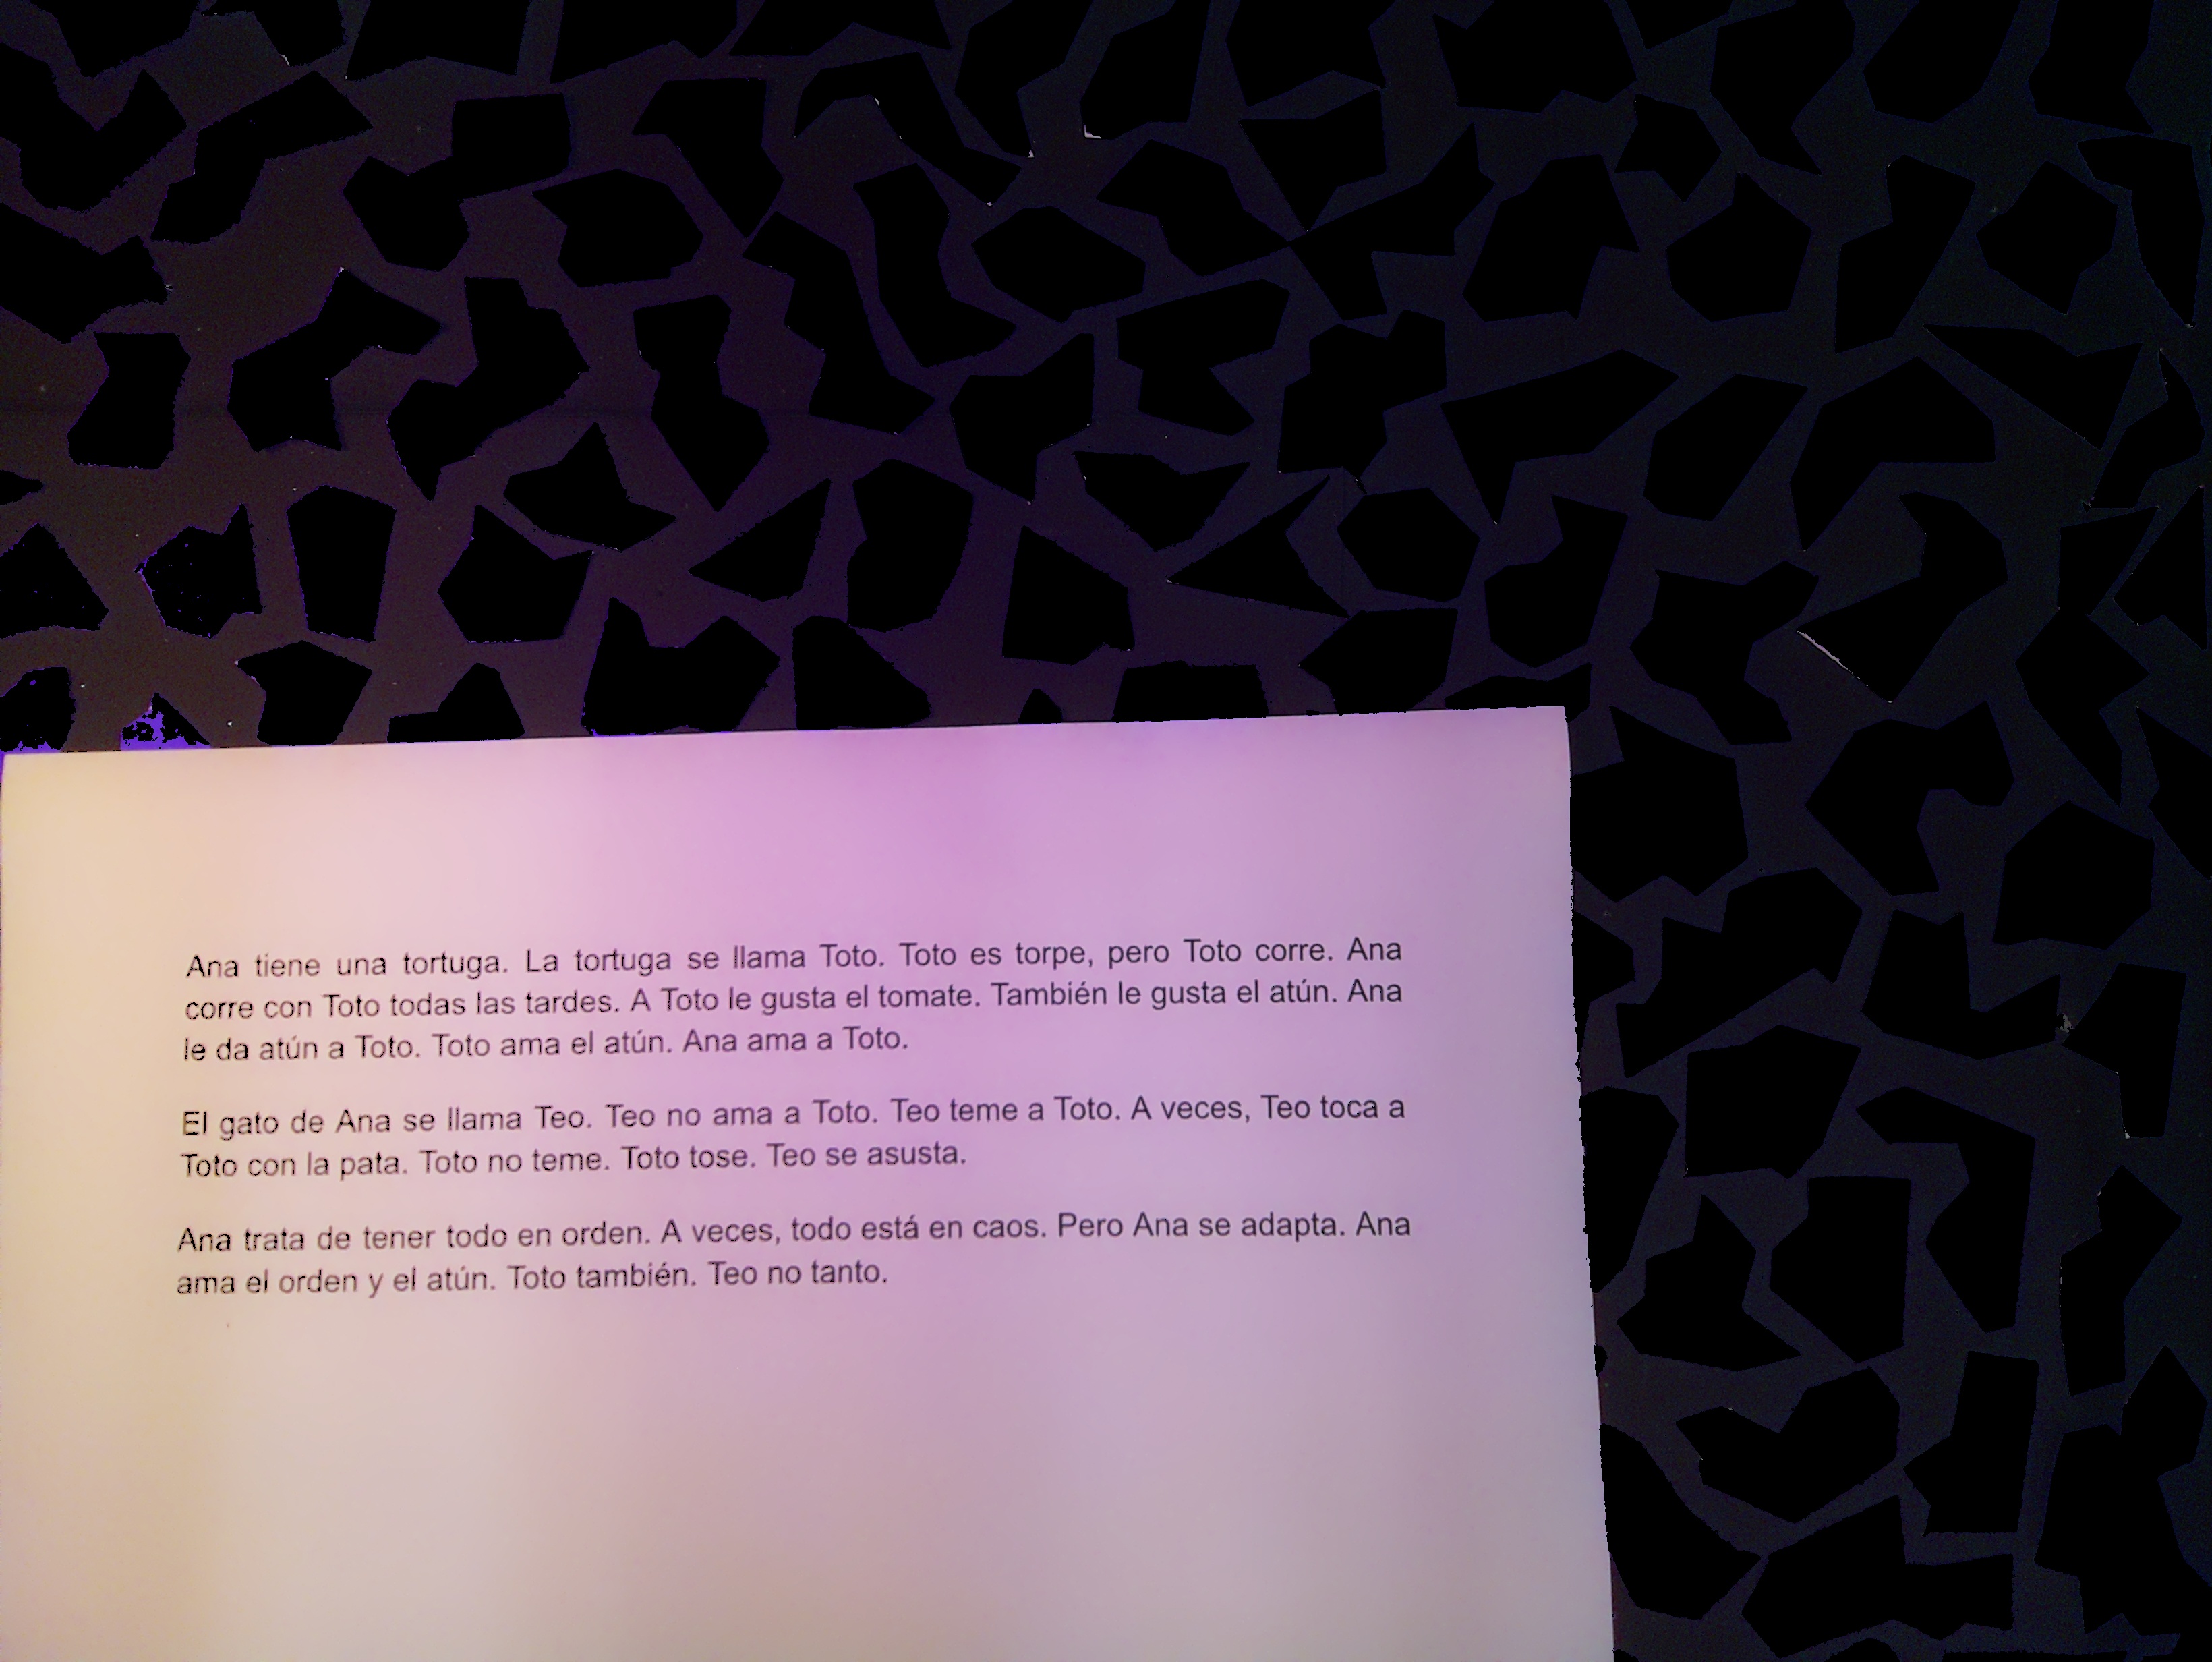 Ana tiene una tortuga. La tortuga se llama Toto. Toto es torpe, pero Toto corre. Ana
corre con Toto todas las tardes. A Toto le gusta el tomate. También le gusta el atún. Ana
le da atún a Toto. Toto ama el atún. Ana ama a Toto.
El gato de Ana se llama Teo. Teo no ama a Toto. Teo teme a Toto. A veces, Teo toca a
Toto con la pata. Toto no teme. Toto tose. Teo se asusta.
Ana trata de tener todo en orden. A veces, todo está en caos. Pero Ana se adapta. Ana
ama el orden y el atún. Toto también. Teo no tanto.